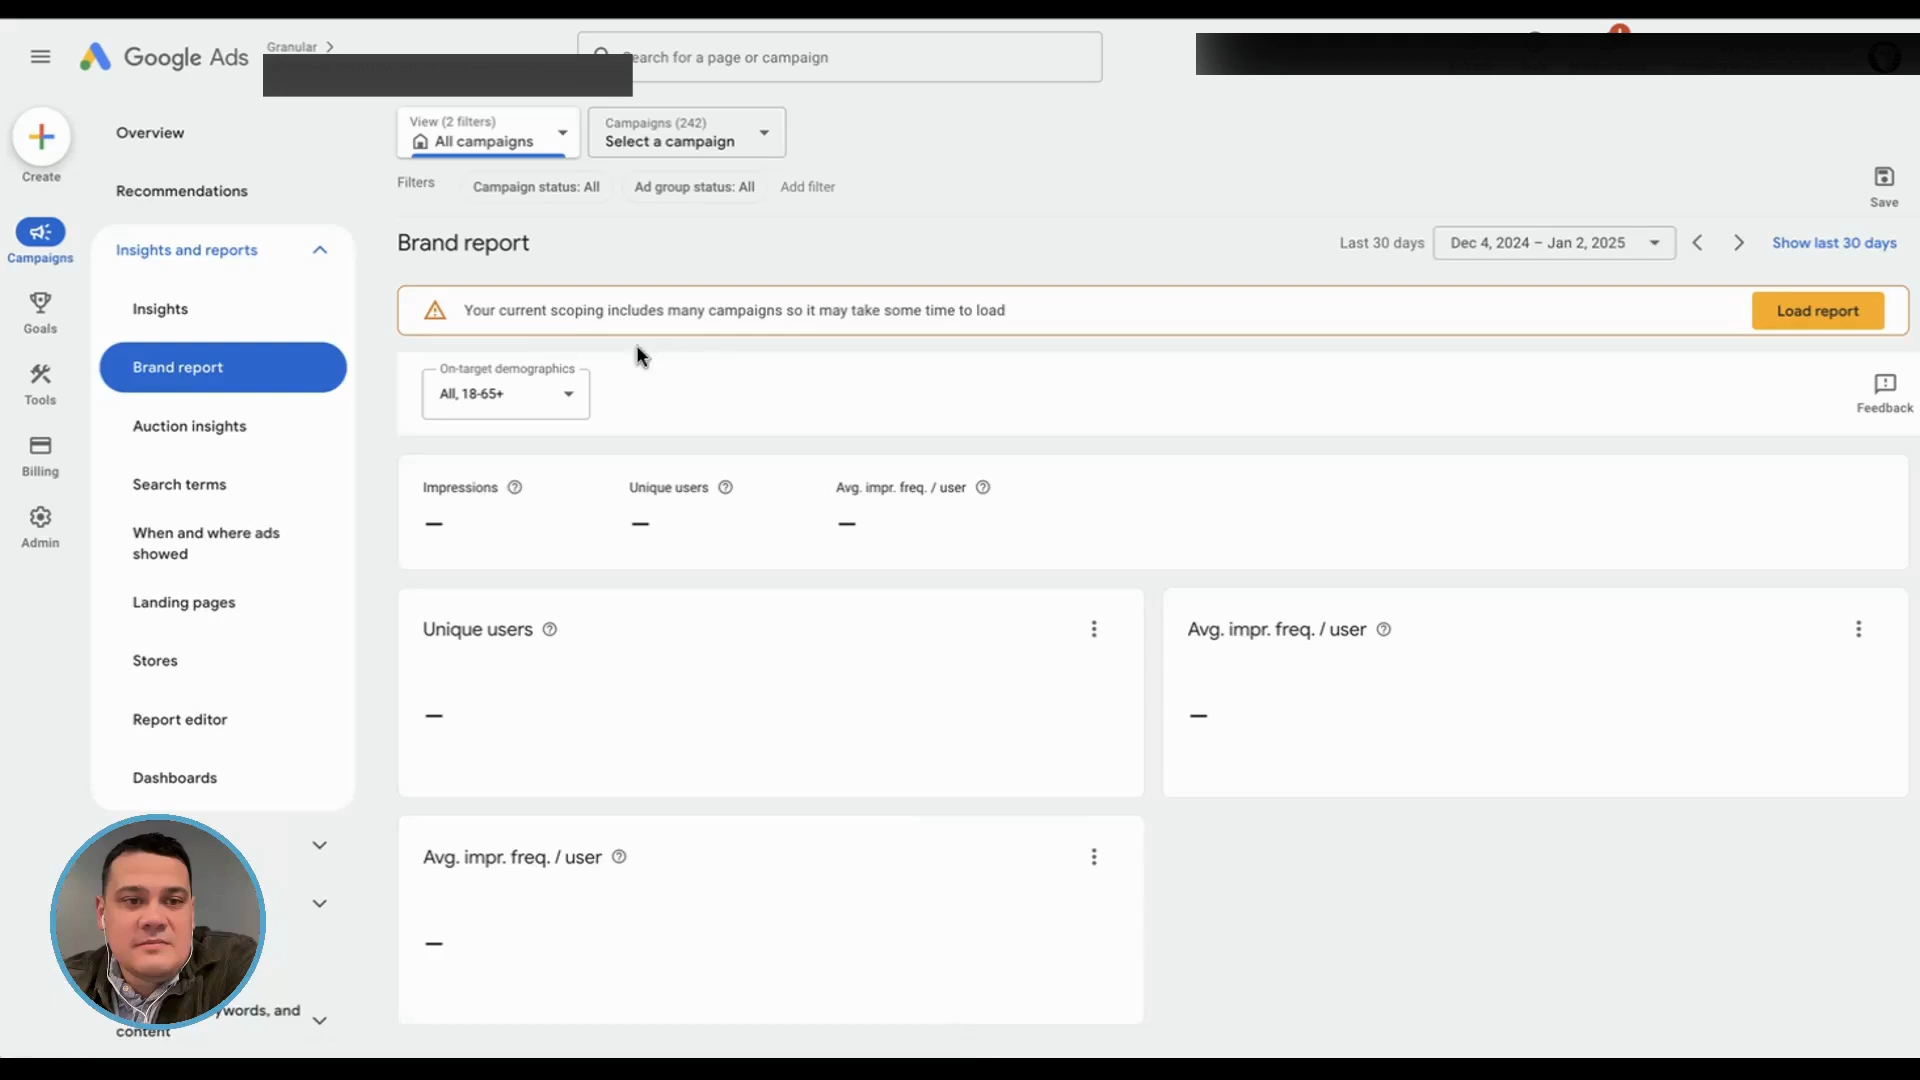 Google Ads
Granular
earch for a page or campaign
Create
Campaigns
Goals
Tools
Billing
Admin
Overview
Recommendations
Insights and reports
Insights
Brand report
Auction insights
Search terms
When and where ads
showed
Landing pages
Stores
Report editor
Dashboards
ywords, and
content
View (2 filters)
All campaigns
Campaigns (242)
Select a campaign
Filters
Campaign status: All
Ad group status: All
Add filter
Save
Brand report
Last 30 days
Dec 4, 2024 – Jan 2, 2025
Show last 30 days
Your current scoping includes many campaigns so it may take some time to load
Load report
On-target demographics
All, 18-65+
Feedback
Impressions
Unique users
Avg. impr. freq. / user
—
—
—
Unique users
—
Avg. impr. freq. / user
—
Avg. impr. freq. / user
—